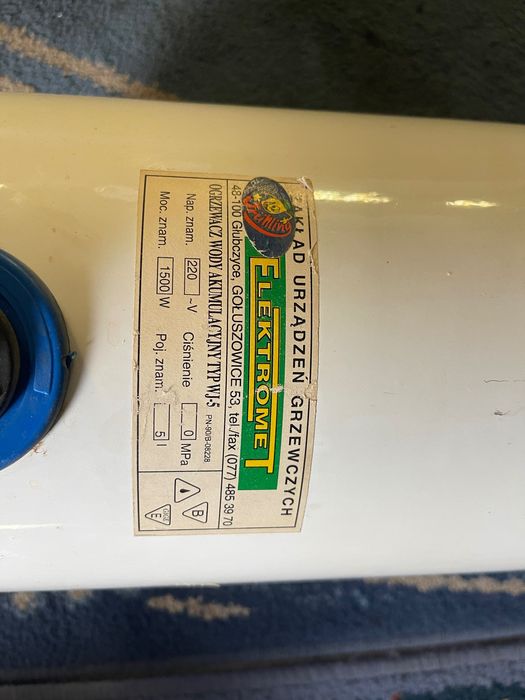 ZAKŁAD URZĄDZEŃ GRZEWCZYCH
ELEKTROMET
48-100 Głubczyce, GOŁUSZOWICE 53, tel./fax (077) 485 39 70
OGRZEWACZ WODY AKUMULACYJNY TYP WJ-5 PN-90/B-08228
Nap. znam. 220 ~V Ciśnienie 0 MPa
Moc. znam. 1500 W Poj. znam. 5 l
B
E